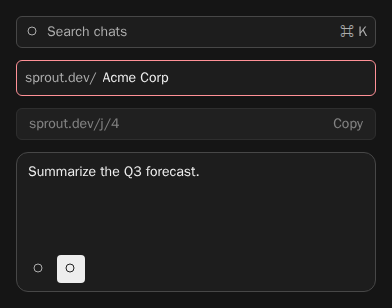 Search chats ⌘ K
sprout.dev/ Acme Corp
sprout.dev/j/4 Copy
Summarize the Q3 forecast.